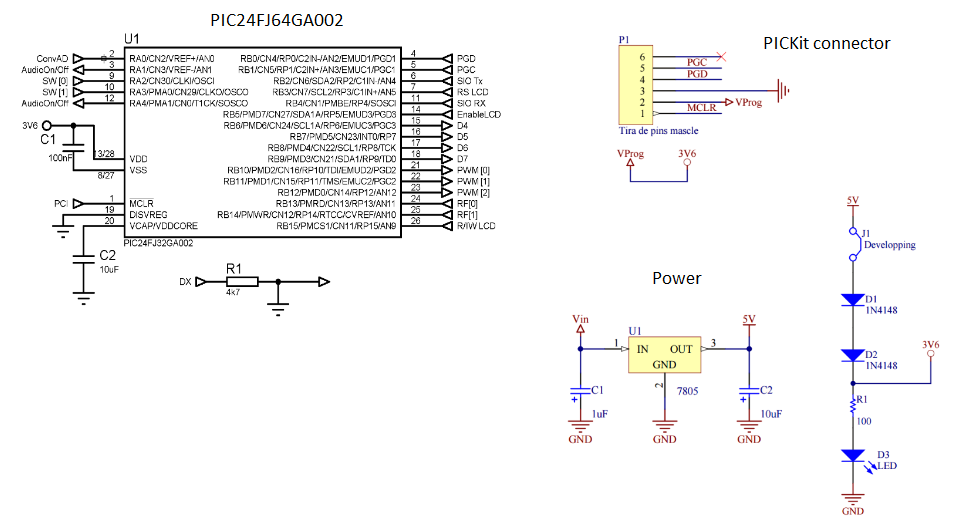 PIC24FJ64GA002
U1
ConvAD 2 RA0/CN2/VREF+/AN0 RB0/CN4/RP0/C2IN-/AN2/EMUD1/PGD1 4 PGD
AudioOn/Off 3 RA1/CN3/VREF-/AN1 RB1/CN5/RP1/C2IN+/AN3/EMUC1/PGC1 5 PGC
SW [0] 9 RA2/CN30/CLKI/OSCI RB2/CN6/SDA2/RP2/C1IN-/AN4 6 SIO Tx
SW [1] 10 RA3/PMA0/CN29/CLKO/OSCO RB3/CN7/SCL2/RP3/C1IN+/AN5 7 RS LCD
AudioOn/Off 12 RA4/PMA1/CN0/T1CK/SOSCO RB4/CN1/PMBE/RP4/SOSCI 11 SIO RX
RB5/PMD7/CN27/SDA1A/RP5/EMUD3/PGD3 14 EnableLCD
3V6 RB6/PMD6/CN24/SCL1A/RP6/EMUC3/PGC3 15 D4
C1 RB7/PMD5/CN23/INT0/RP7 16 D5
100nF RB8/PMD4/CN22/SCL1/RP8/TCK 17 D6
13/28 VDD RB9/PMD3/CN21/SDA1/RP9/TD0 18 D7
8/27 VSS RB10/PMD2/CN16/RP10/TDI/EMUD2/PGD2 21 PWM [0]
RB11/PMD1/CN15/RP11/TMS/EMUC2/PGC2 22 PWM [1]
RB12/PMD0/CN14/RP12/AN12 23 PWM [2]
PCI 1 MCLR RB13/PMRD/CN13/RP13/AN11 24 RF[0]
19 DISVREG RB14/PMWR/CN12/RP14/RTCC/CVREF/AN10 25 RF[1]
20 VCAP/VDDCORE RB15/PMCS1/CN11/RP15/AN9 26 R/IW LCD
PIC24FJ32GA002
C2
10uF
DX R1
4k7
PICKit connector
P1
6
5 PGC
4 PGD
3
2 VProg
1 MCLR
Tira de pins mascle
VProg 3V6
Power
Vin U1 5V
1 IN OUT 3
GND
2 7805
C1 C2
1uF 10uF
GND GND GND
5V
J1
Developping
D1
1N4148
D2
1N4148
3V6
R1
100
D3
LED
GND